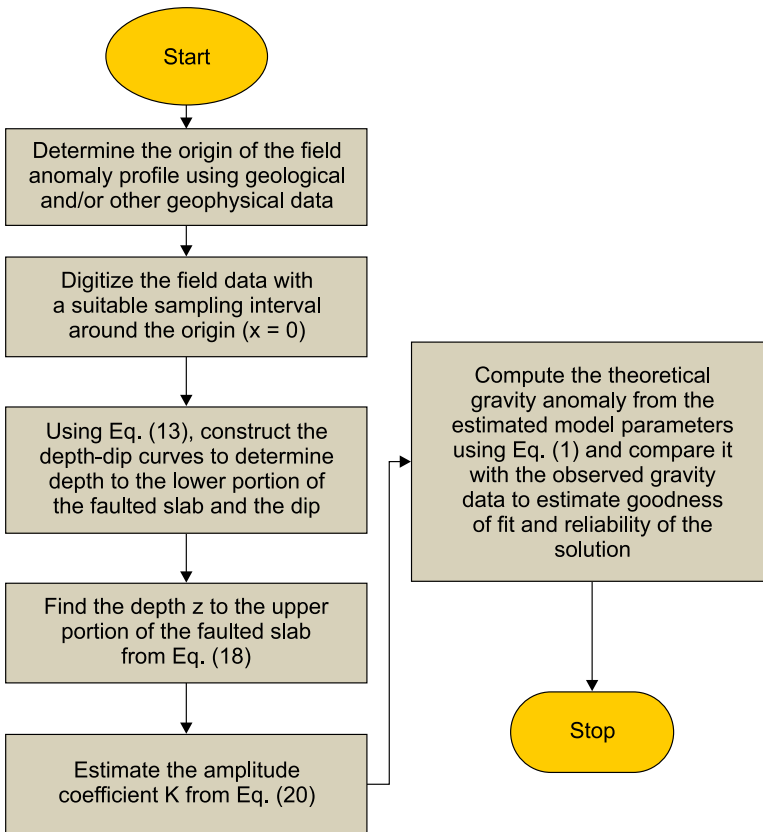 Start
Determine the origin of the field
anomaly profile using geological
and/or other geophysical data
Digitize the field data with
a suitable sampling interval
around the origin (x = 0)
Using Eq. (13), construct the
depth-dip curves to determine
depth to the lower portion of
the faulted slab and the dip
Find the depth z to the upper
portion of the faulted slab
from Eq. (18)
Estimate the amplitude
coefficient K from Eq. (20)
Compute the theoretical
gravity anomaly from the
estimated model parameters
using Eq. (1) and compare it
with the observed gravity
data to estimate goodness
of fit and reliability of the
solution
Stop